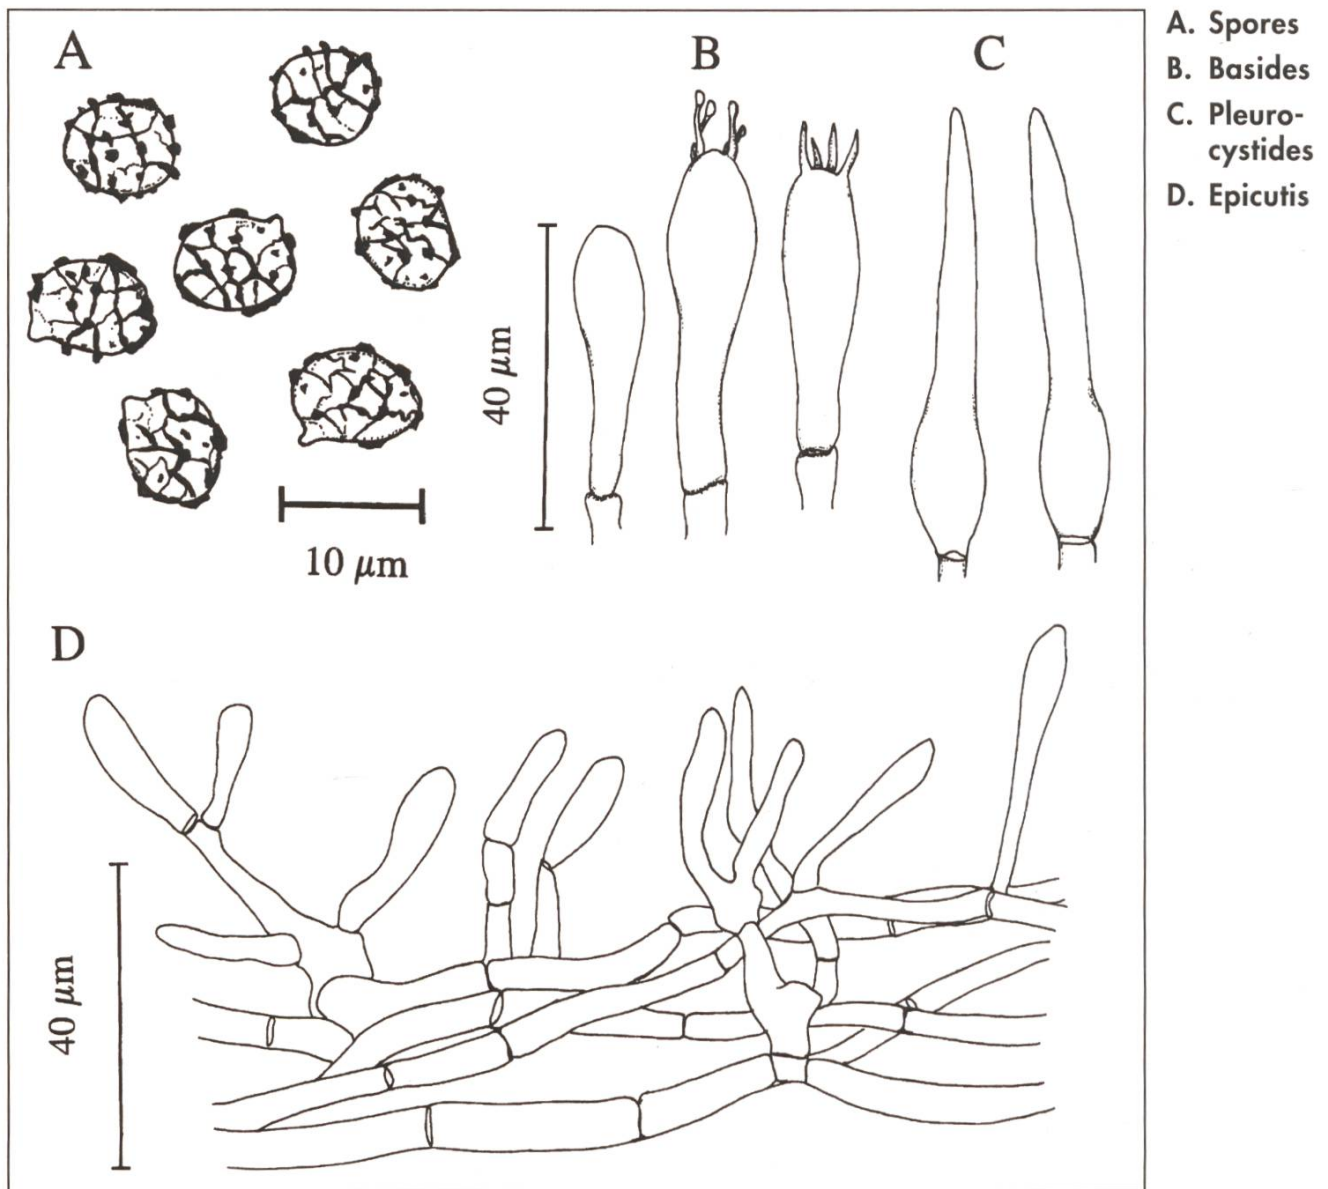 A
B
C
A. Spores
B. Basides
C. Pleuro-
cystides
D. Epicutis
40 μm
10 μm
D
40 μm